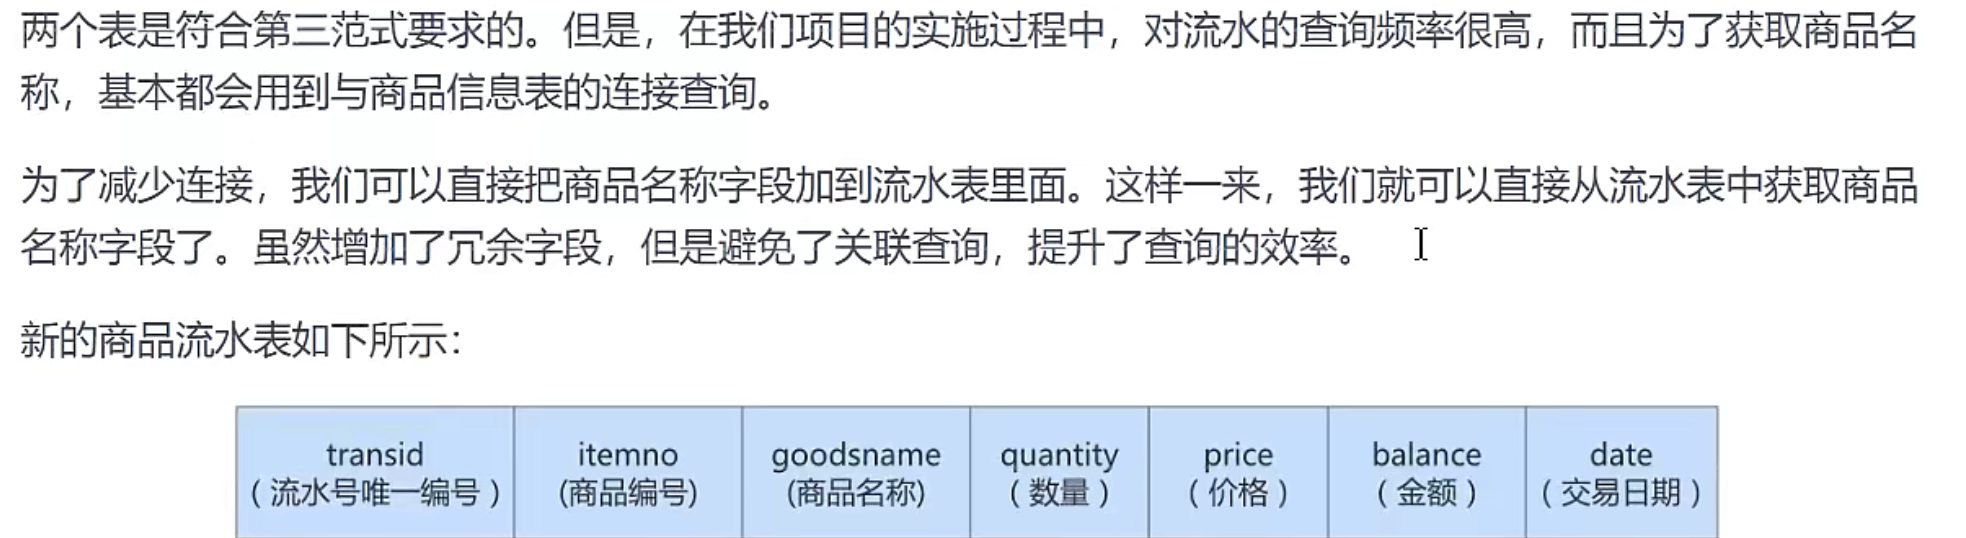 两个表是符合第三范式要求的。但是，在我们项目的实施过程中，对流水的查询频率很高，而且为了获取商品名
称，基本都会用到与商品信息表的连接查询。
为了减少连接，我们可以直接把商品名称字段加到流水表里面。这样一来，我们就可以直接从流水表中获取商品
名称字段了。虽然增加了冗余字段，但是避免了关联查询，提升了查询的效率。
新的商品流水表如下所示：
transid itemno goodsname quantity price balance date
（流水号唯一编号） (商品编号) (商品名称) （数量） （价格） （金额） （交易日期）